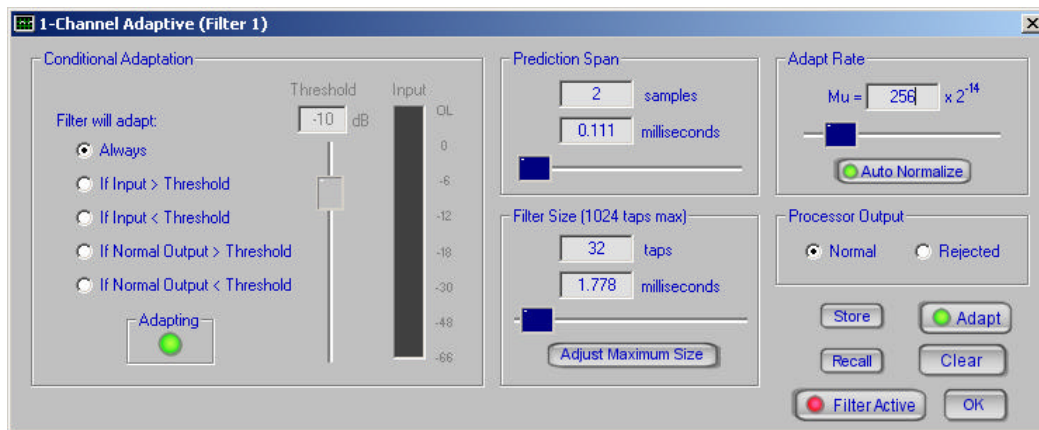 1-Channel Adaptive (Filter 1)
Conditional Adaptation
Threshold
Input
-10 dB
OL
0
-6
-12
-18
-30
-48
-66
Filter will adapt:
Always
If Input > Threshold
If Input < Threshold
If Normal Output > Threshold
If Normal Output < Threshold
Adapting
Prediction Span
2 samples
0.111 milliseconds
Filter Size (1024 taps max)
32 taps
1.778 milliseconds
Adjust Maximum Size
Adapt Rate
Mu = 256 x 2^-14
Auto Normalize
Processor Output
Normal Rejected
Store Adapt
Recall Clear
Filter Active OK